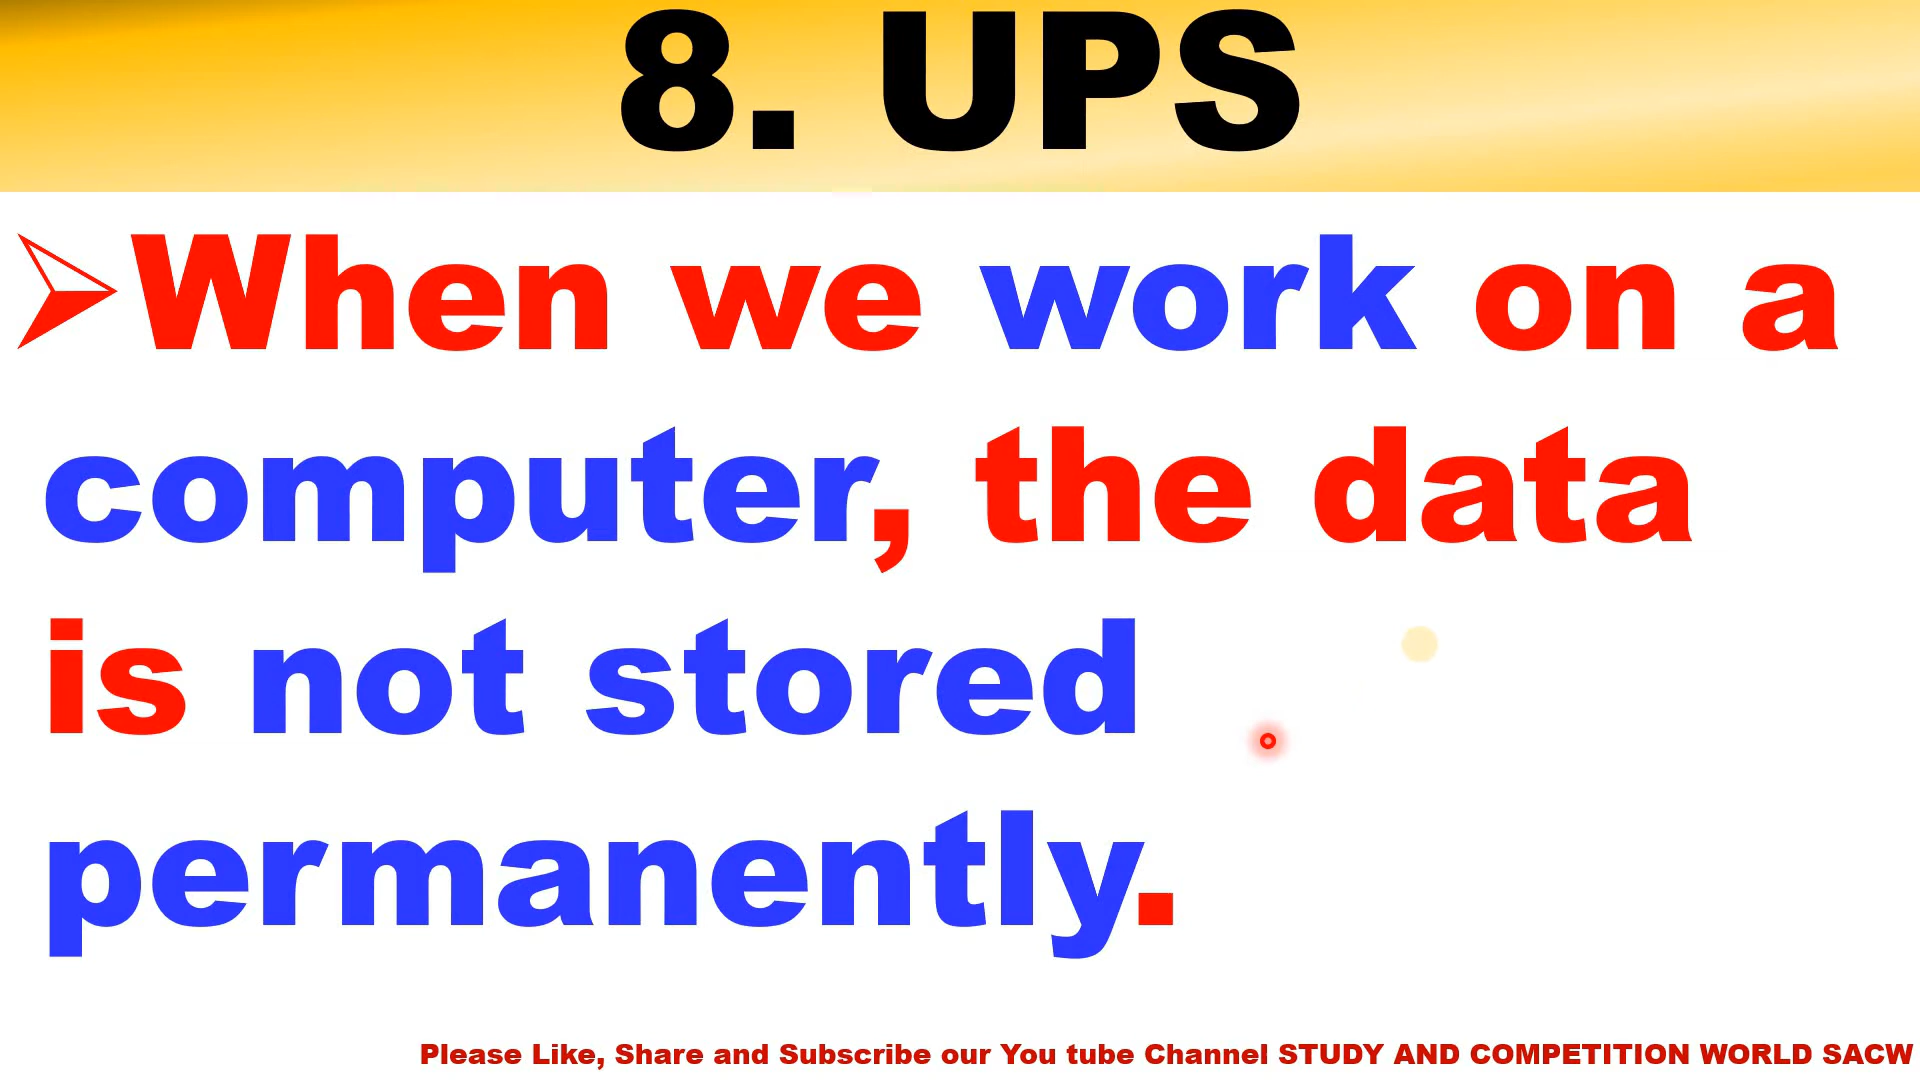 8. UPS
When we work on a
computer, the data
is not stored
permanently.
Please Like, Share and Subscribe our You tube Channel STUDY AND COMPETITION WORLD SACW